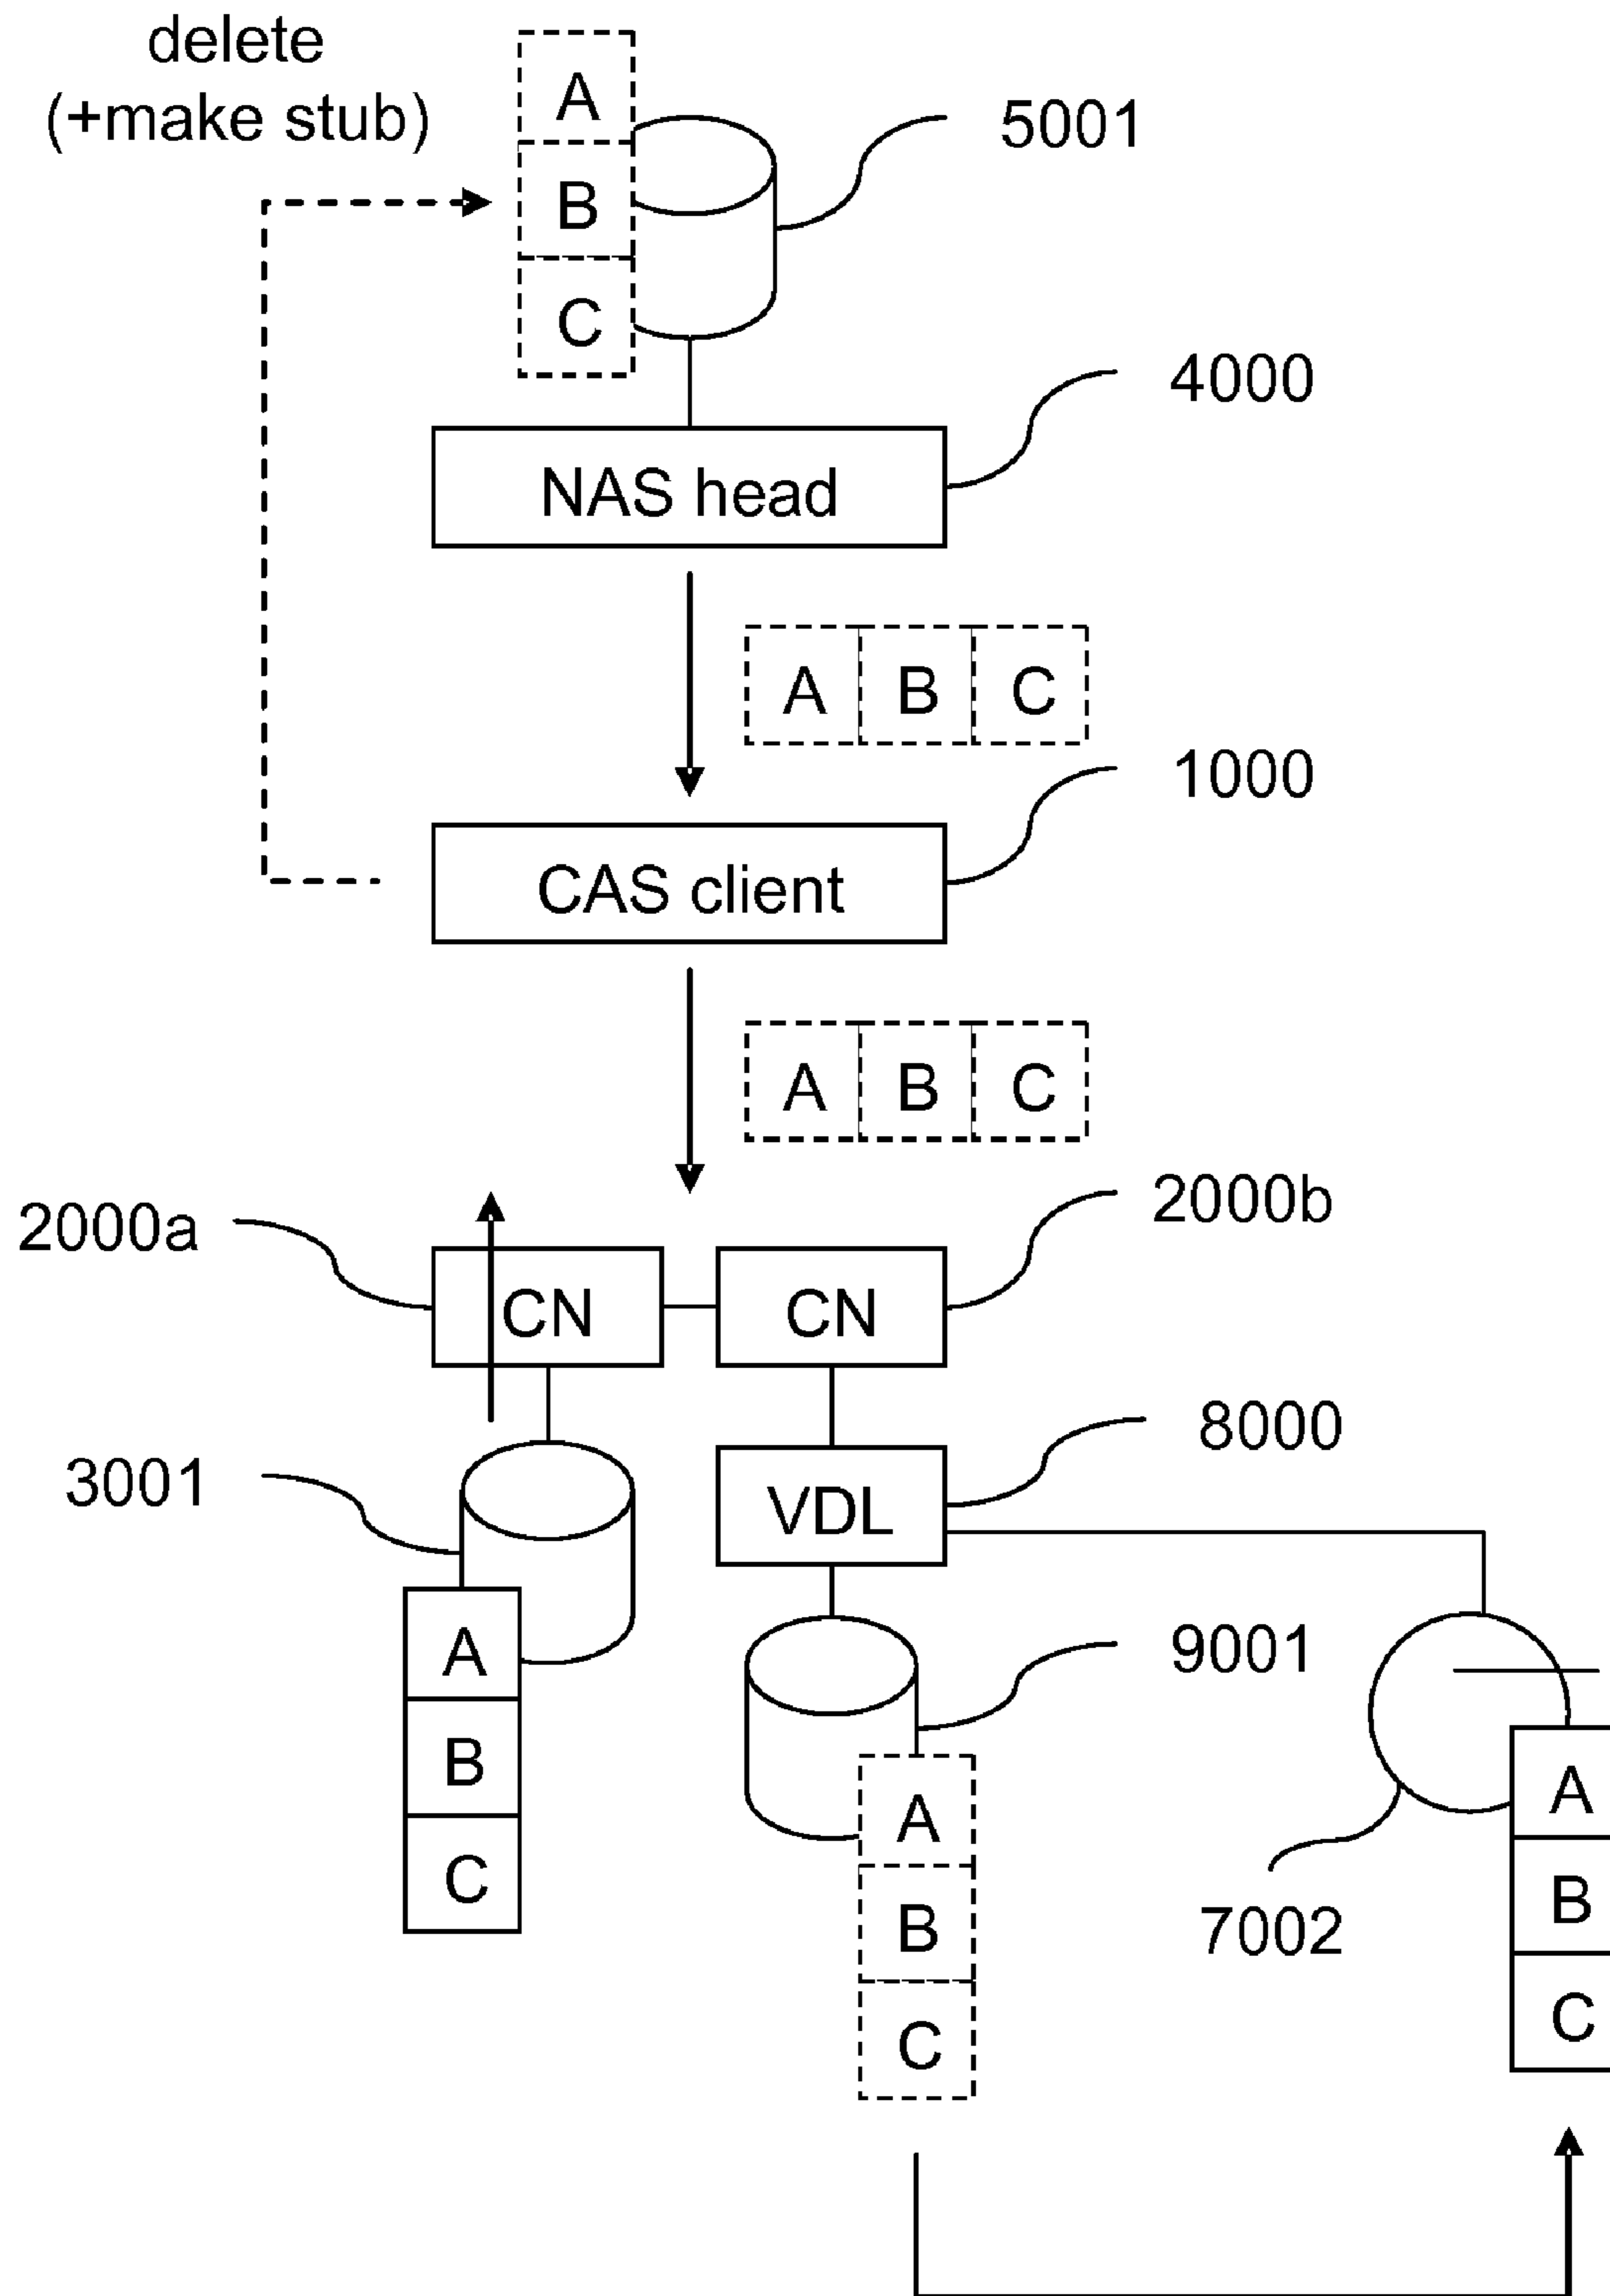 delete
(+make stub)
A
B
C
5001
4000
NAS head
A B C
1000
CAS client
A B C
2000a
2000b
CN
CN
3001
8000
VDL
A
B
C
9001
A
B
C
7002
A
B
C